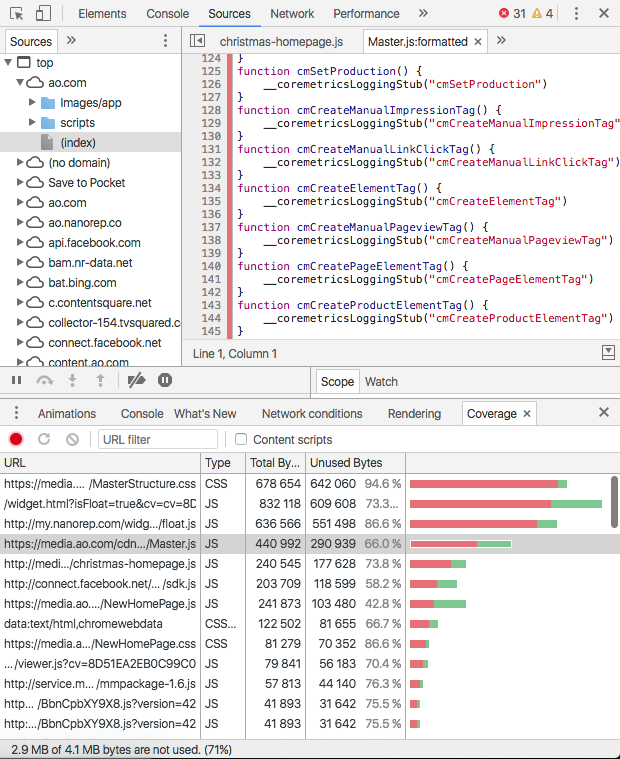 Elements Console Sources Network Performance » 31 4
Sources »
christmas-homepage.js Master.js:formatted × »
top
ao.com
Images/app
scripts
(index)
(no domain)
Save to Pocket
ao.com
ao.nanorep.co
api.facebook.com
bam.nr-data.net
bat.bing.com
c.contentsquare.net
collector-154.tvsquared.c
connect.facebook.net
content.ao.com
124 }
125 function cmSetProduction() {
126 __coremetricsLoggingStub("cmSetProduction")
127 }
128 function cmCreateManualImpressionTag() {
129 __coremetricsLoggingStub("cmCreateManualImpressionTag"
130 }
131 function cmCreateManualLinkClickTag() {
132 __coremetricsLoggingStub("cmCreateManualLinkClickTag")
133 }
134 function cmCreateElementTag() {
135 __coremetricsLoggingStub("cmCreateElementTag")
136 }
137 function cmCreateManualPageviewTag() {
138 __coremetricsLoggingStub("cmCreateManualPageviewTag")
139 }
140 function cmCreatePageElementTag() {
141 __coremetricsLoggingStub("cmCreatePageElementTag")
142 }
143 function cmCreateProductElementTag() {
144 __coremetricsLoggingStub("cmCreateProductElementTag")
145 }
Line 1, Column 1
Scope Watch
Animations Console What's New Network conditions Rendering Coverage ×
URL filter Content scripts
URL Type Total By... Unused Bytes
https://media.... /MasterStructure.css CSS 678 654 642 060 94.6 %
/widget.html?isFloat=true&cv=cv=8D JS 832 118 609 608 73.3...
http://my.nanorep.com/widg.../float.js JS 636 566 551 498 86.6 %
https://media.ao.com/cdn... /Master.js JS 440 992 290 939 66.0 %
http://medi... /christmas-homepage.js JS 240 545 177 628 73.8 %
http://connect.facebook.net/... /sdk.js JS 203 709 118 599 58.2 %
https://media.ao.... /NewHomePage.js JS 241 873 103 480 42.8 %
data:text/html,chromewebdata CSS... 122 502 81 655 66.7 %
https://media.a... /NewHomePage.css CSS 81 279 70 352 86.6 %
... /viewer.js?cv=8D51EA2EB0C99C0 JS 79 841 56 183 70.4 %
http://service.m... /mmpackage-1.6.js JS 57 813 44 140 76.3 %
http:... /BbnCpbXY9X8.js?version=42 JS 41 893 31 642 75.5 %
http:... /BbnCpbXY9X8.js?version=42 JS 41 893 31 642 75.5 %
2.9 MB of 4.1 MB bytes are not used. (71%)